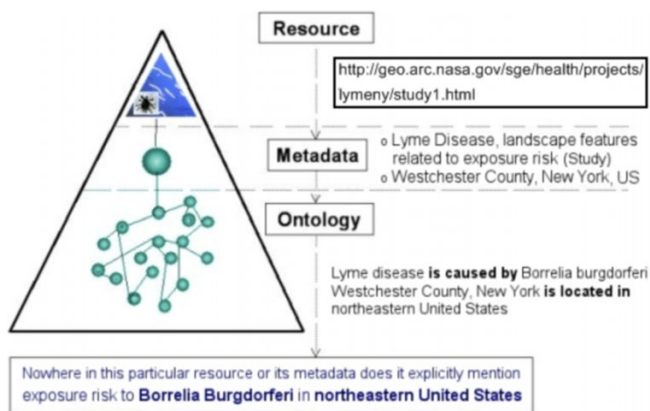 Resource
http://geo.arc.nasa.gov/sge/health/projects/
lymeny/study1.html
Metadata
o Lyme Disease, landscape features
related to exposure risk (Study)
o Westchester County, New York, US
Ontology
Lyme disease is caused by Borrelia burgdorferi
Westchester County, New York is located in
northeastern United States
Nowhere in this particular resource or its metadata does it explicitly mention
exposure risk to Borrelia Burgdorferi in northeastern United States